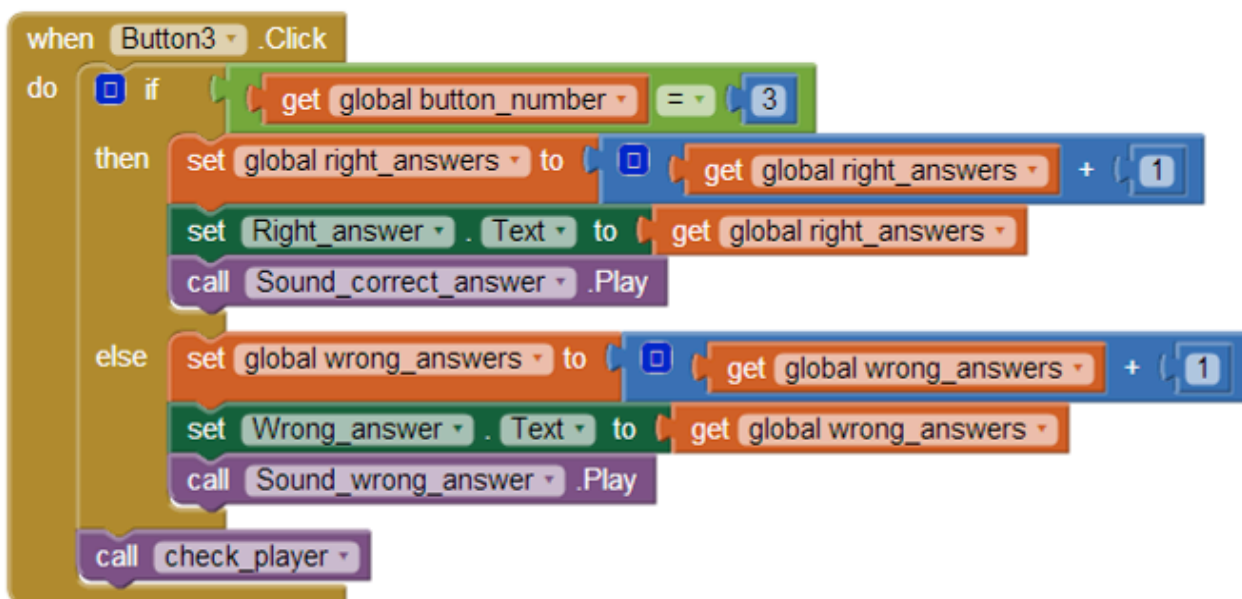 when Button3 .Click
do if get global button_number = 3
then set global right_answers to get global right_answers + 1
set Right_answer . Text to get global right_answers
call Sound_correct_answer .Play
else set global wrong_answers to get global wrong_answers + 1
set Wrong_answer . Text to get global wrong_answers
call Sound_wrong_answer .Play
call check_player